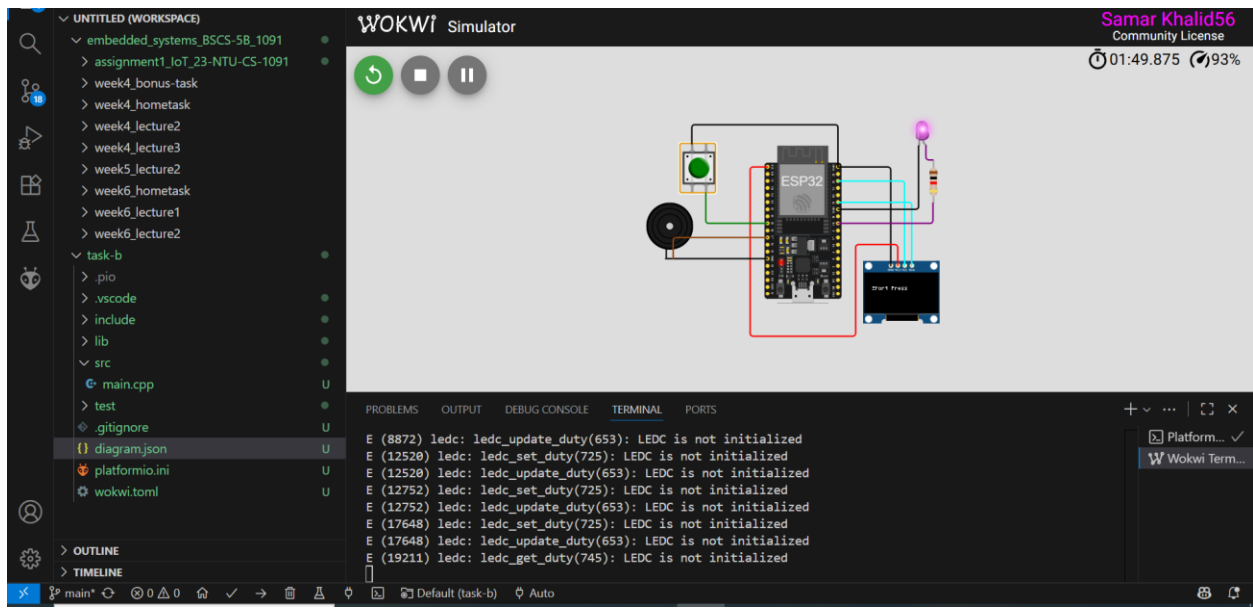 UNTITLED (WORKSPACE)
embedded_systems_BSCS-5B_1091
assignment1_IoT_23-NTU-CS-1091
week4_bonus-task
week4_hometask
week4_lecture2
week4_lecture3
week5_lecture2
week6_hometask
week6_lecture1
week6_lecture2
task-b
.pio
.vscode
include
lib
src
main.cpp U
test
.gitignore U
diagram.json U
platformio.ini U
wokwi.toml U
OUTLINE
TIMELINE
18
WOKWI Simulator
Samar Khalid56
Community License
01:49.875 93%
ESP32
Start Press
PROBLEMS OUTPUT DEBUG CONSOLE TERMINAL PORTS
E (8872) ledc: ledc_update_duty(653): LEDC is not initialized
E (12520) ledc: ledc_set_duty(725): LEDC is not initialized
E (12520) ledc: ledc_update_duty(653): LEDC is not initialized
E (12752) ledc: ledc_set_duty(725): LEDC is not initialized
E (12752) ledc: ledc_update_duty(653): LEDC is not initialized
E (17648) ledc: ledc_set_duty(725): LEDC is not initialized
E (17648) ledc: ledc_update_duty(653): LEDC is not initialized
E (19211) ledc: ledc_get_duty(745): LEDC is not initialized
Platform...
Wokwi Term...
main* 0 0 Default (task-b) Auto